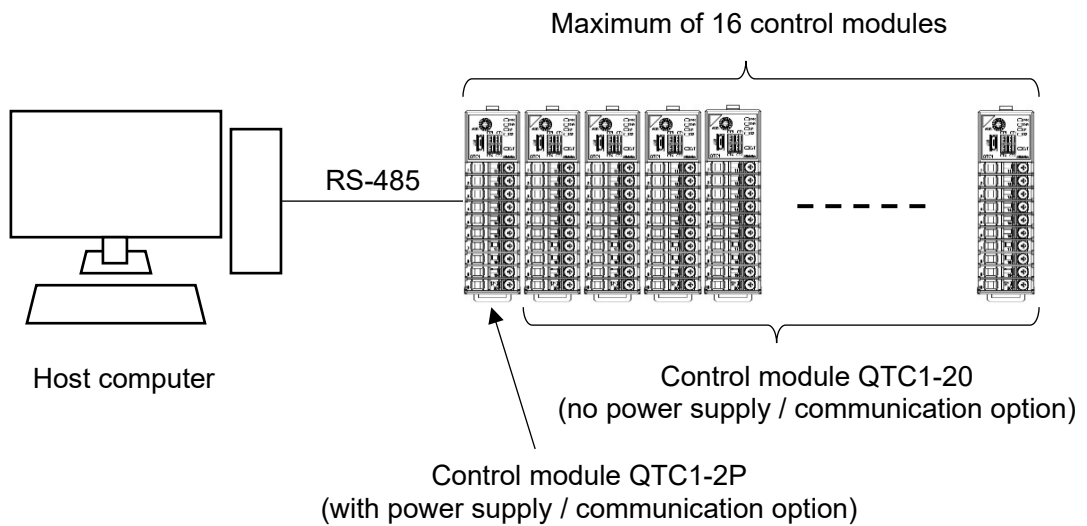 Maximum of 16 control modules
RS-485
Host computer
Control module QTC1-20
(no power supply / communication option)
Control module QTC1-2P
(with power supply / communication option)